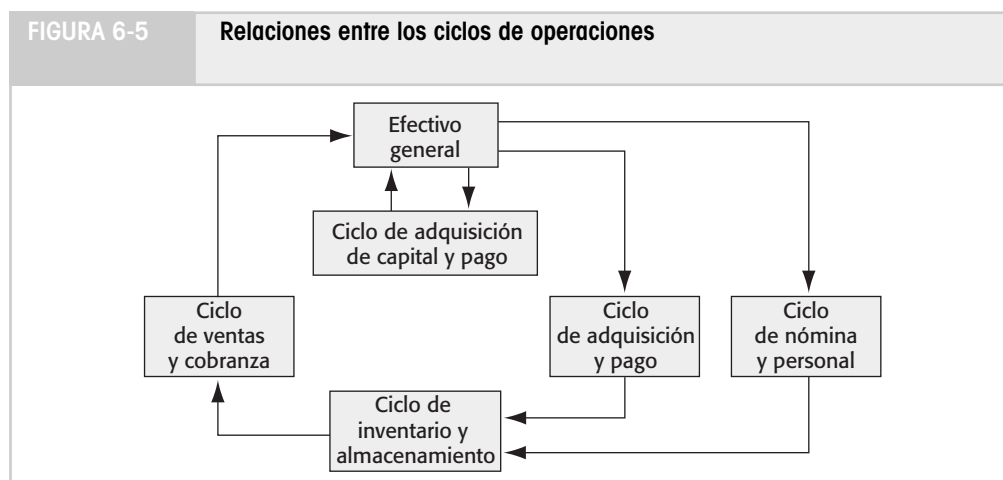 FIGURA 6-5
Relaciones entre los ciclos de operaciones
Efectivo
general
Ciclo de adquisición
de capital y pago
Ciclo
de ventas
y cobranza
Ciclo
de adquisición
y pago
Ciclo
de nómina
y personal
Ciclo de
inventario y
almacenamiento